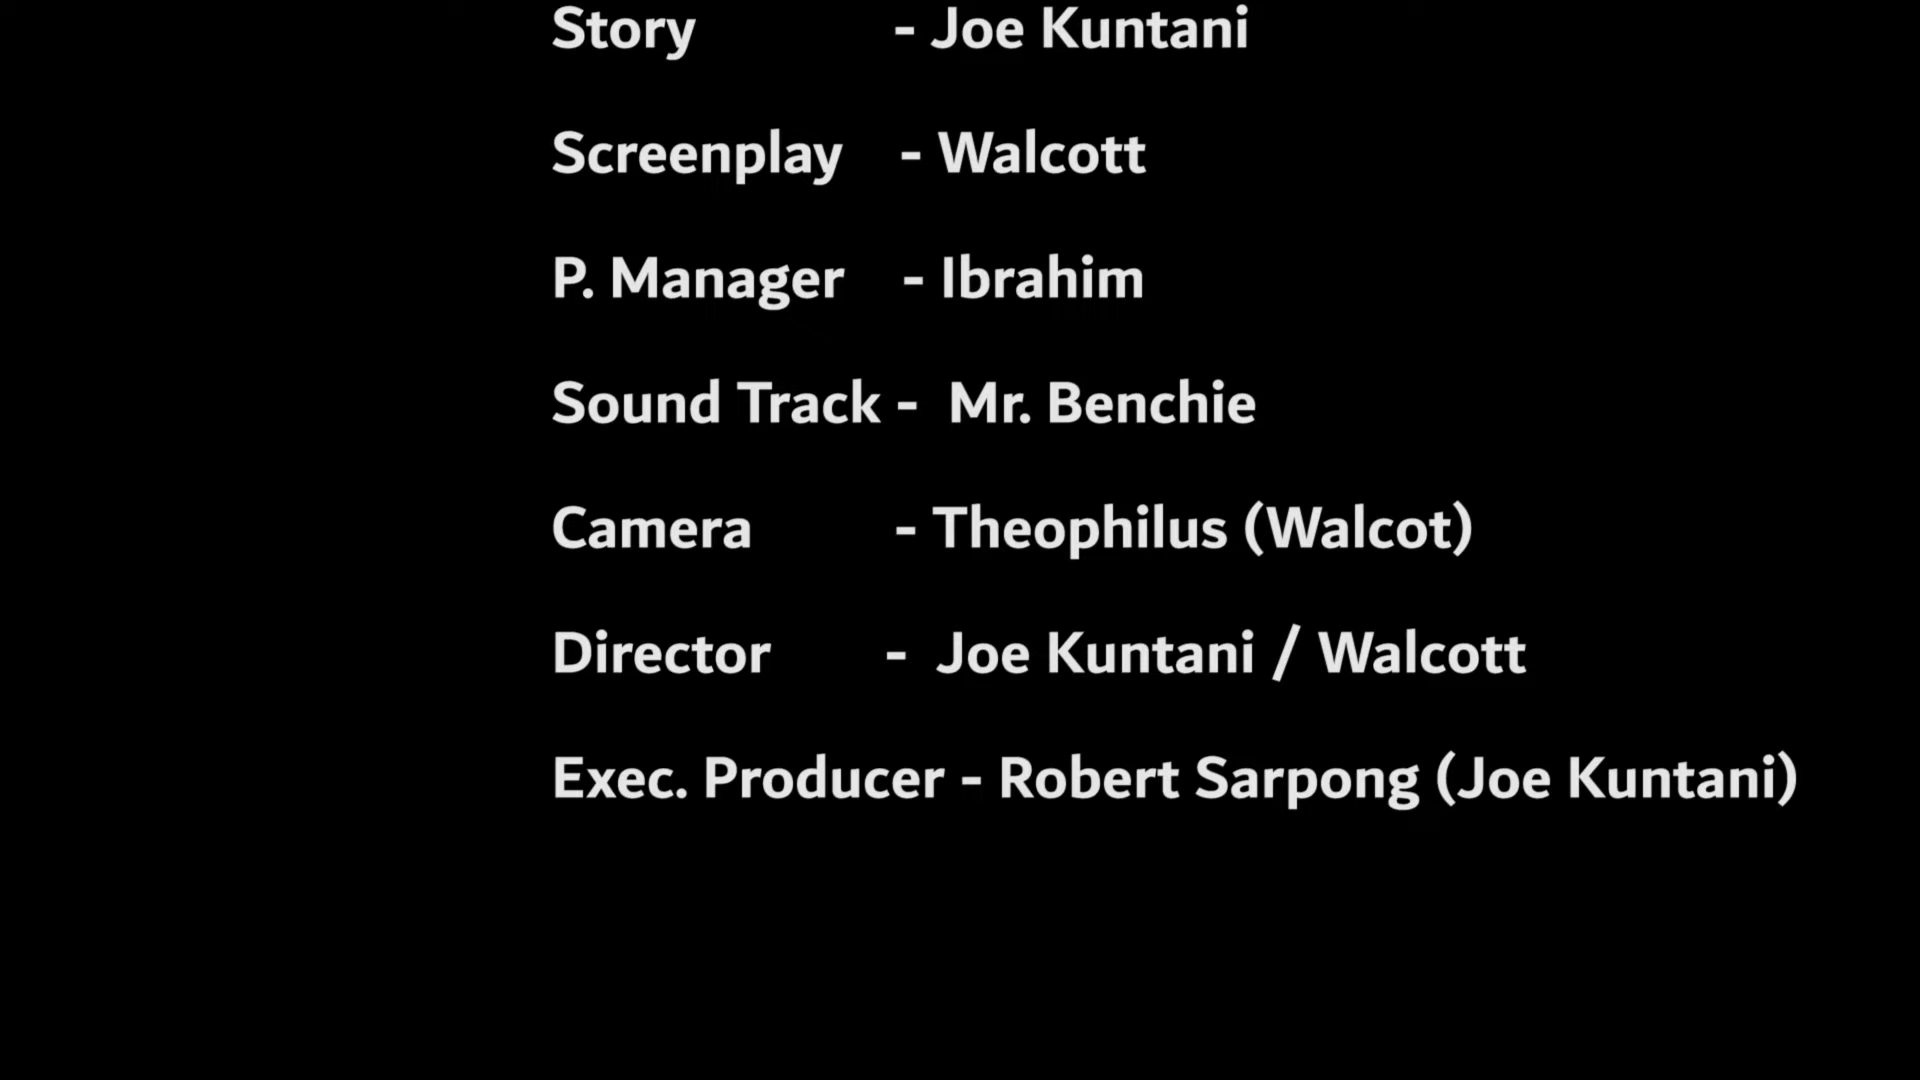 Story - Joe Kuntani
Screenplay - Walcott
P. Manager - Ibrahim
Sound Track - Mr. Benchie
Camera - Theophilus (Walcot)
Director - Joe Kuntani / Walcott
Exec. Producer - Robert Sarpong (Joe Kuntani)